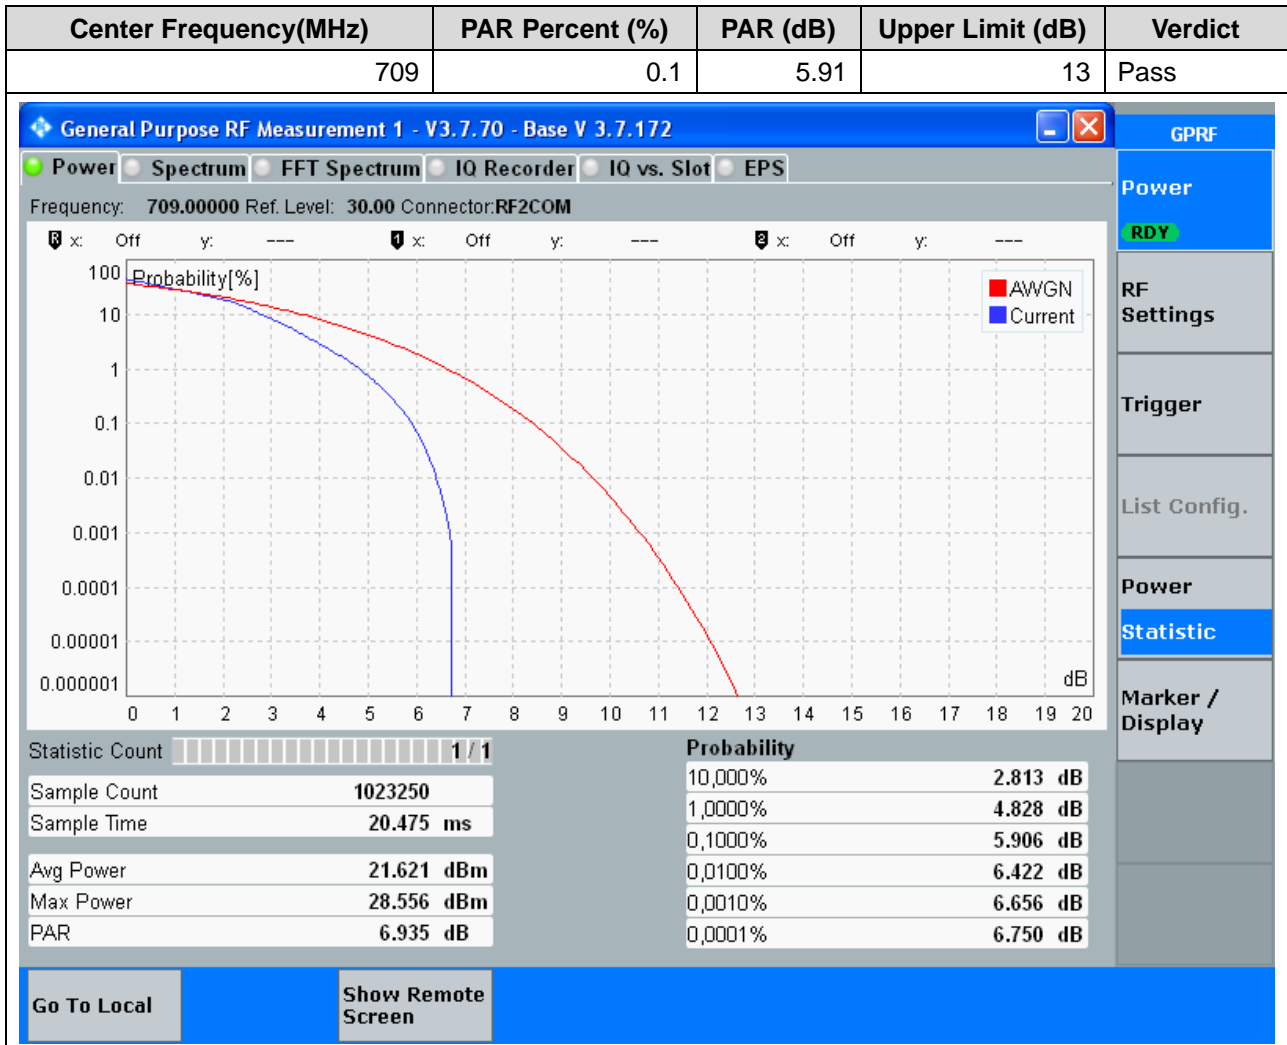 Center Frequency(MHz) PAR Percent (%) PAR (dB) Upper Limit (dB) Verdict
709 0.1 5.91 13 Pass
General Purpose RF Measurement 1 - V3.7.70 - Base V 3.7.172
GPRF
Power Spectrum FFT Spectrum IQ Recorder IQ vs. Slot EPS
Power
RDY
Frequency: 709.00000 Ref. Level: 30.00 Connector:RF2COM
R x: Off y: --- 1 x: Off y: --- 2 x: Off y: ---
Probability[%]
AWGN
Current
100
10
1
0.1
0.01
0.001
0.0001
0.00001
0.000001
dB
0 1 2 3 4 5 6 7 8 9 10 11 12 13 14 15 16 17 18 19 20
RF
Settings
Trigger
List Config.
Power
Statistic
Marker /
Display
Statistic Count 1 / 1
Sample Count 1023250
Sample Time 20.475 ms
Avg Power 21.621 dBm
Max Power 28.556 dBm
PAR 6.935 dB
Probability
10,000% 2.813 dB
1,0000% 4.828 dB
0,1000% 5.906 dB
0,0100% 6.422 dB
0,0010% 6.656 dB
0,0001% 6.750 dB
Go To Local
Show Remote
Screen